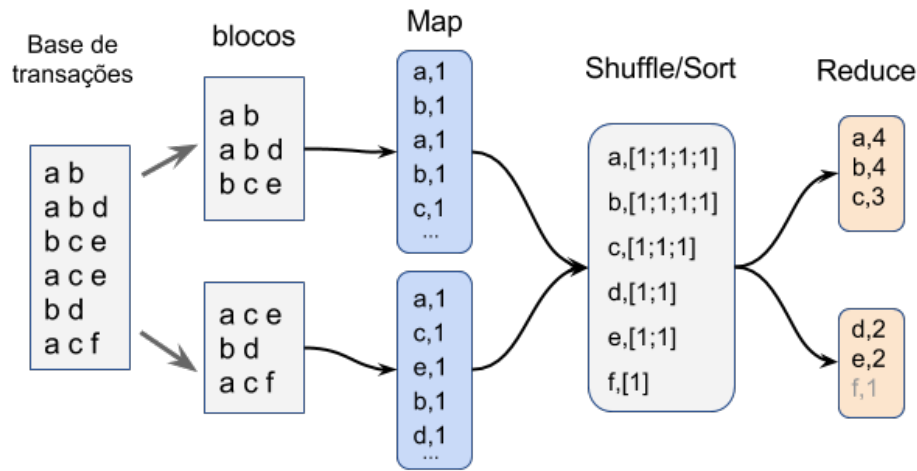 Base de
transações
a b
a b d
b c e
a c e
b d
a c f
blocos
a b
a b d
b c e
a c e
b d
a c f
Map
a,1
b,1
a,1
b,1
c,1
...
a,1
c,1
e,1
b,1
d,1
...
Shuffle/Sort
a,[1;1;1;1]
b,[1;1;1;1]
c,[1;1;1]
d,[1;1]
e,[1;1]
f,[1]
Reduce
a,4
b,4
c,3
d,2
e,2
f,1